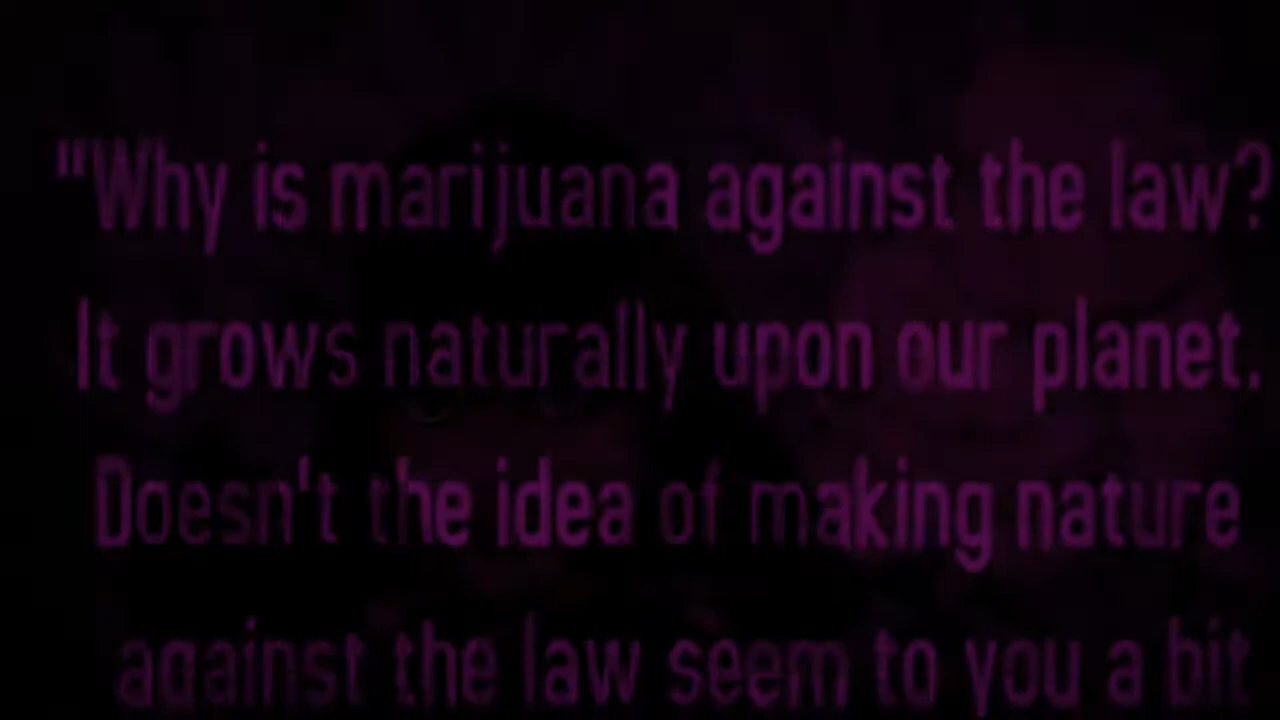 "Why is marijuana against the law?
It grows naturally upon our planet.
Doesn't the idea of making nature
against the law seem to you a bit